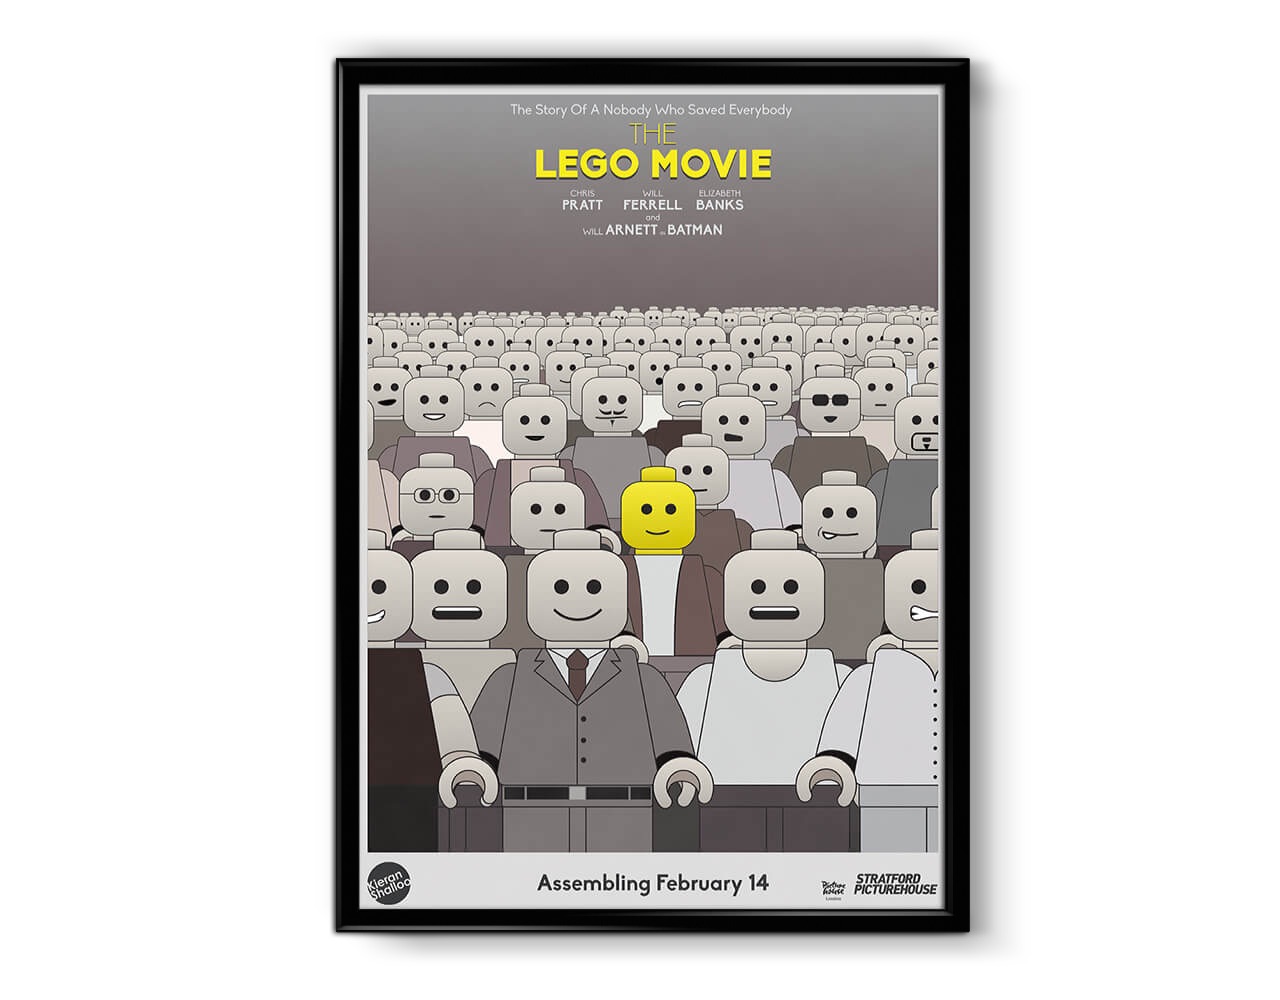 The Story Of A Nobody Who Saved Everybody
THE
LEGO MOVIE
CHRIS PRATT
WILL FERRELL
ELIZABETH BANKS
and
WILL ARNETT as BATMAN
Assembling February 14
Kieran
Shalloo
Picture
House
London
STRATFORD
PICTUREHOUSE